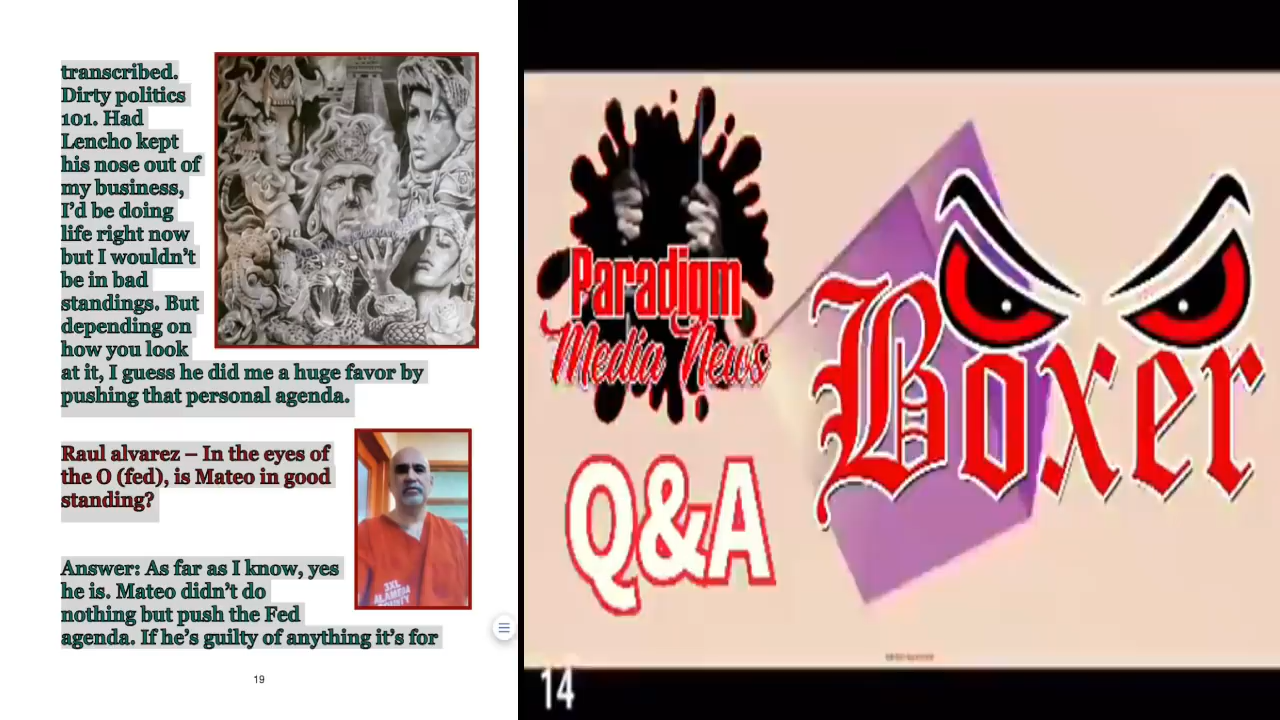 transcribed.
Dirty politics
101. Had
Lencho kept
his nose out of
my business,
I’d be doing
life right now
but I wouldn’t
be in bad
standings. But
depending on
how you look
at it, I guess he did me a huge favor by
pushing that personal agenda.
Raul alvarez – In the eyes of
the O (fed), is Mateo in good
standing?
Answer: As far as I know, yes
he is. Mateo didn’t do
nothing but push the Fed
agenda. If he’s guilty of anything it’s for
3XL
ALAMEDA
COUNTY
19
Paradigm
Media News
Q&A
Boxer
14